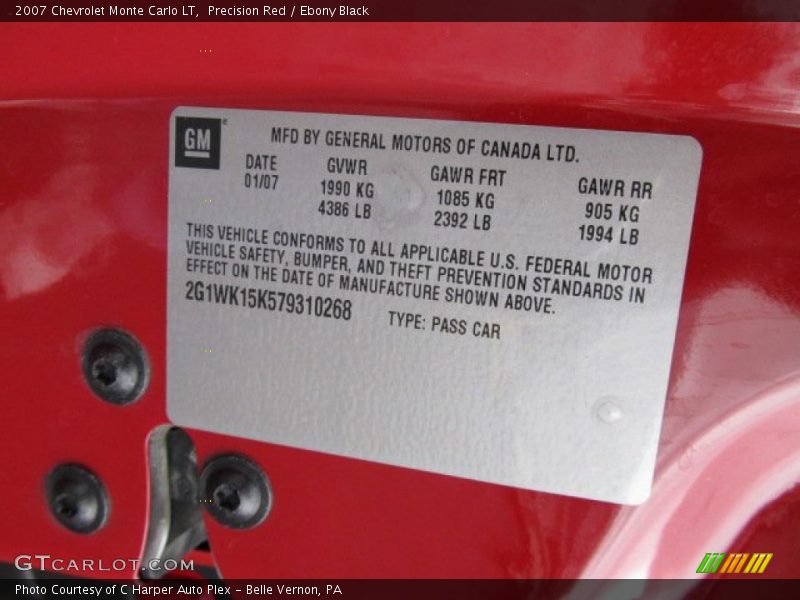 2007 Chevrolet Monte Carlo LT, Precision Red / Ebony Black
GM
MFD BY GENERAL MOTORS OF CANADA LTD.
DATE GVWR GAWR FRT GAWR RR
01/07 1990 KG 1085 KG 905 KG
4386 LB 2392 LB 1994 LB
THIS VEHICLE CONFORMS TO ALL APPLICABLE U.S. FEDERAL MOTOR
VEHICLE SAFETY, BUMPER, AND THEFT PREVENTION STANDARDS IN
EFFECT ON THE DATE OF MANUFACTURE SHOWN ABOVE.
2G1WK15K579310268 TYPE: PASS CAR
GTCARLOT.COM
Photo Courtesy of C Harper Auto Plex - Belle Vernon, PA